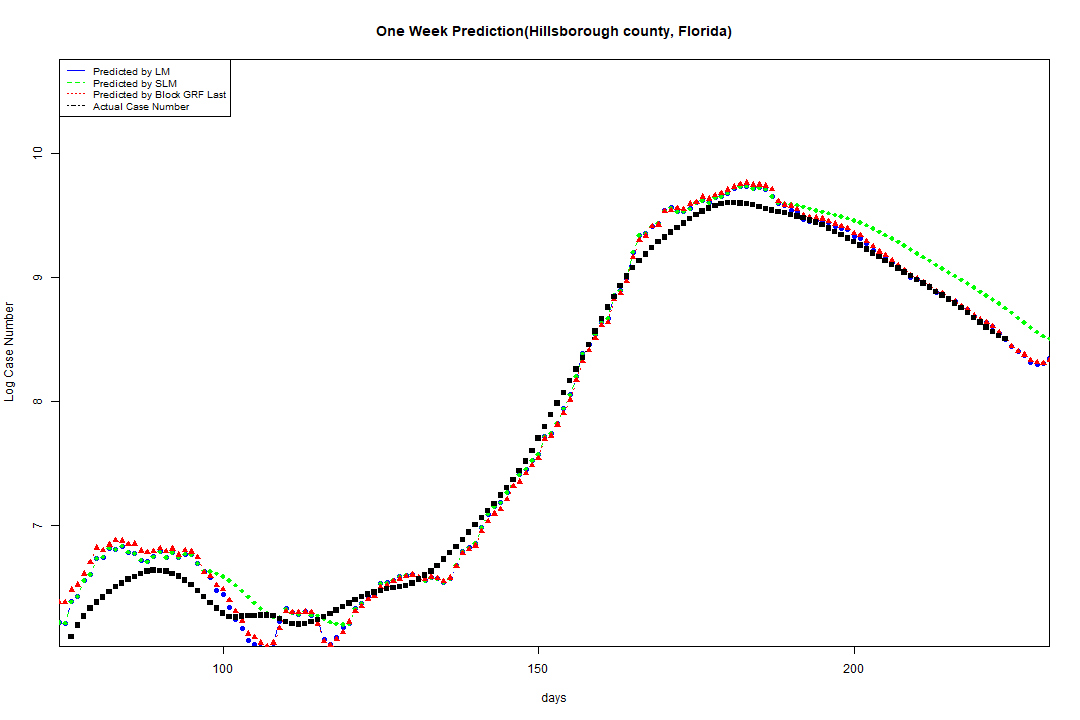 One Week Prediction(Hillsborough county, Florida)
Predicted by LM
Predicted by SLM
Predicted by Block GRF Last
Actual Case Number
10
9
8
7
Log Case Number
100
150
200
days